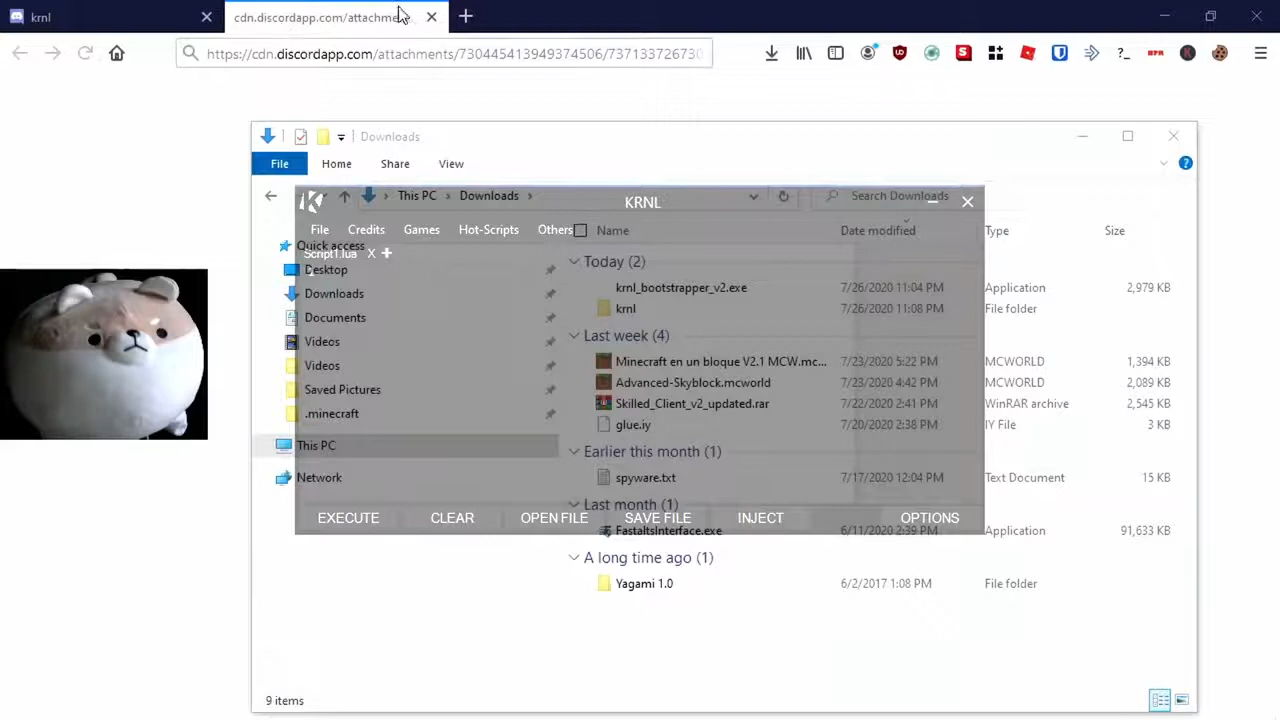 krnl
cdn.discordapp.com/attachme
https://cdn.discordapp.com/attachments/730445413949374506/737133726730
Downloads
File Home Share View
This PC Downloads Search Downloads
KRNL
File Credits Games Hot-Scripts Others
Name Date modified Type Size
Quick access
Script1.lua X
Today (2)
Desktop
krnl_bootstrapper_v2.exe 7/26/2020 11:04 PM Application 2,979 KB
Downloads
krnl 7/26/2020 11:08 PM File folder
Documents
Last week (4)
Videos
Minecraft en un bloque V2.1 MCW.mc... 7/23/2020 5:22 PM MCWORLD 1,394 KB
Videos
Advanced-Skyblock.mcworld 7/23/2020 4:42 PM MCWORLD 2,089 KB
Saved Pictures
Skilled_Client_v2_updated.rar 7/22/2020 2:41 PM WinRAR archive 2,545 KB
.minecraft
glue.iy 7/20/2020 2:38 PM IY File 3 KB
This PC
Earlier this month (1)
Network
spyware.txt 7/17/2020 12:04 PM Text Document 15 KB
Last month (1)
EXECUTE CLEAR OPEN FILE SAVE FILE INJECT OPTIONS
FastaltsInterface.exe 6/11/2020 2:39 PM Application 91,633 KB
A long time ago (1)
Yagami 1.0 6/2/2017 1:08 PM File folder
9 items